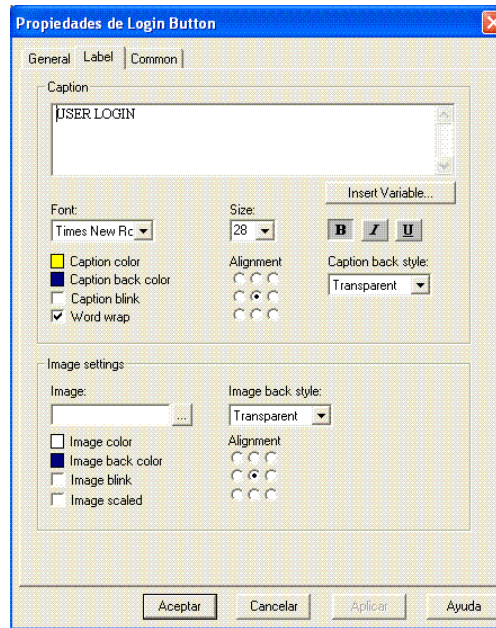 Propiedades de Login Button
General Label Common
Caption
USER LOGIN
Insert Variable...
Font: Size:
Times New Ro 28 B I U
Caption color Alignment Caption back style:
Caption back color
Caption blink Transparent
Word wrap
Image settings
Image: Image back style:
... Transparent
Image color Alignment
Image back color
Image blink
Image scaled
Aceptar Cancelar Aplicar Ayuda